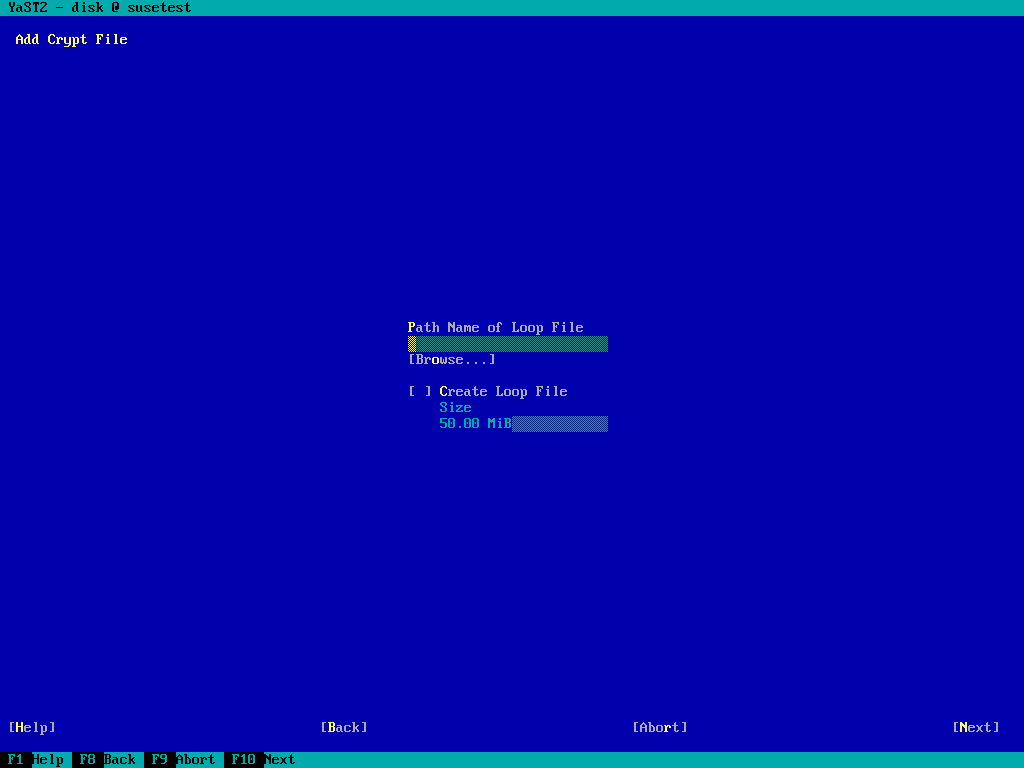 YaST2 - disk @ susetest
Add Crypt File
Path Name of Loop File
[Browse...]
[ ] Create Loop File
Size
50.00 MiB
[Help] [Back] [Abort] [Next]
F1 Help F8 Back F9 Abort F10 Next